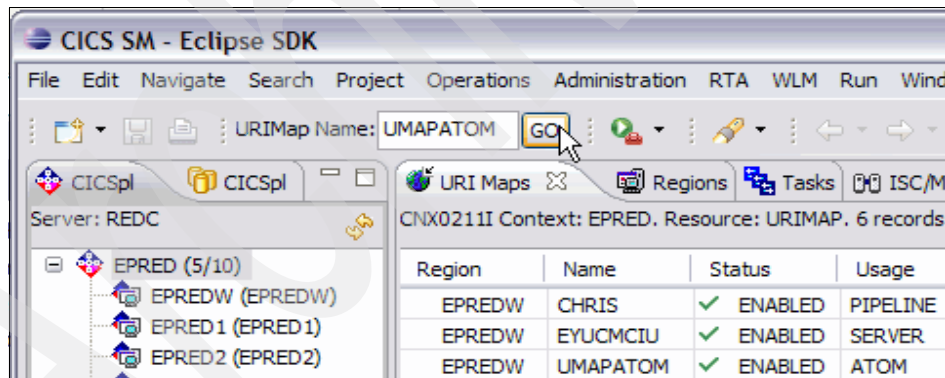 CICS SM - Eclipse SDK
File Edit Navigate Search Project Operations Administration RTA WLM Run Wind
URIMap Name: UMAPATOM GO
CICSpl CICSpl URI Maps Regions Tasks ISC/M
Server: REDC CNX0211I Context: EPRED. Resource: URIMAP. 6 records
EPRED (5/10) Region Name Status Usage
EPREDW (EPREDW) EPREDW CHRIS ENABLED PIPELINE
EPRED1 (EPRED1) EPREDW EYUCMCIU ENABLED SERVER
EPRED2 (EPRED2) EPREDW UMAPATOM ENABLED ATOM